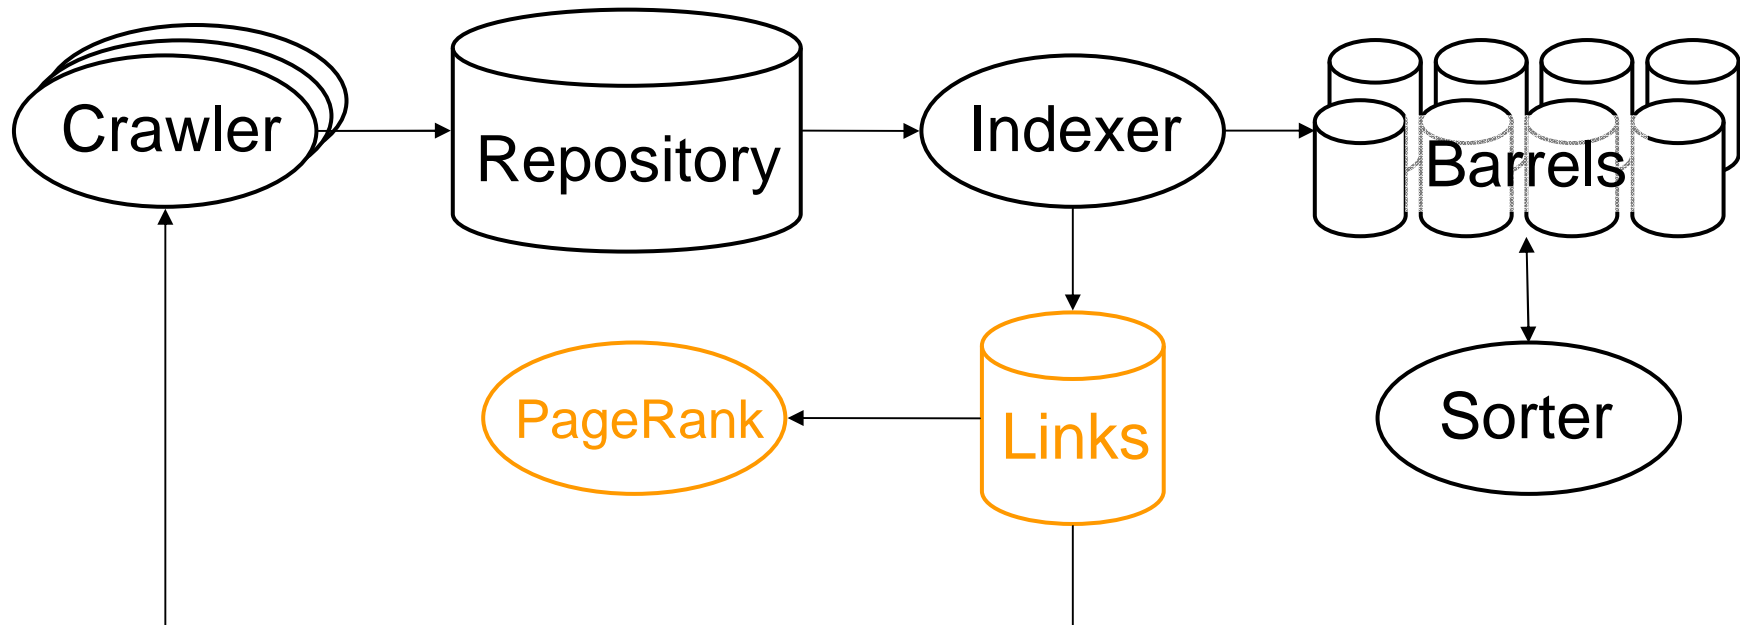 Crawler
Repository
Indexer
Barrels
PageRank
Links
Sorter